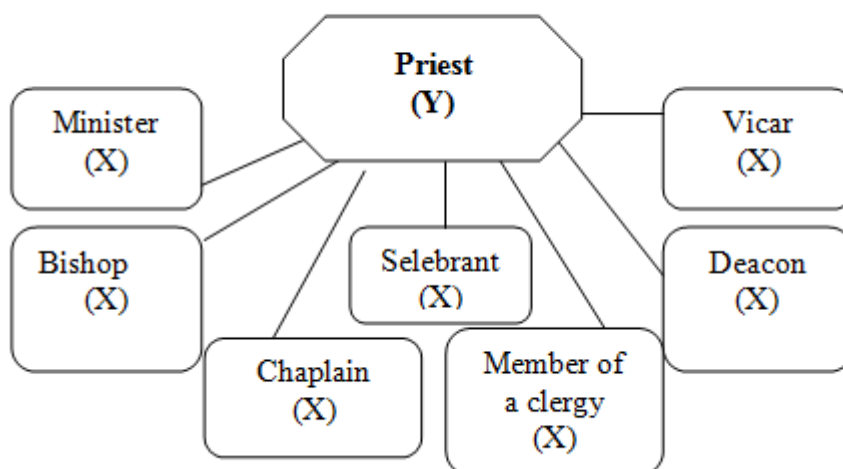 Priest
(Y)
Minister
(X)
Vicar
(X)
Bishop
(X)
Selebrant
(X)
Deacon
(X)
Chaplain
(X)
Member of
a clergy
(X)